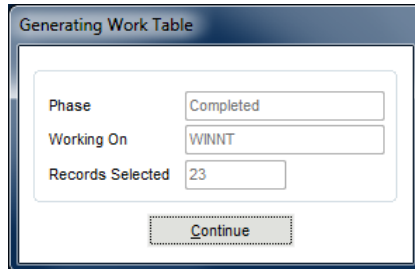 Generating Work Table
Phase Completed
Working On WINNT
Records Selected 23
Continue